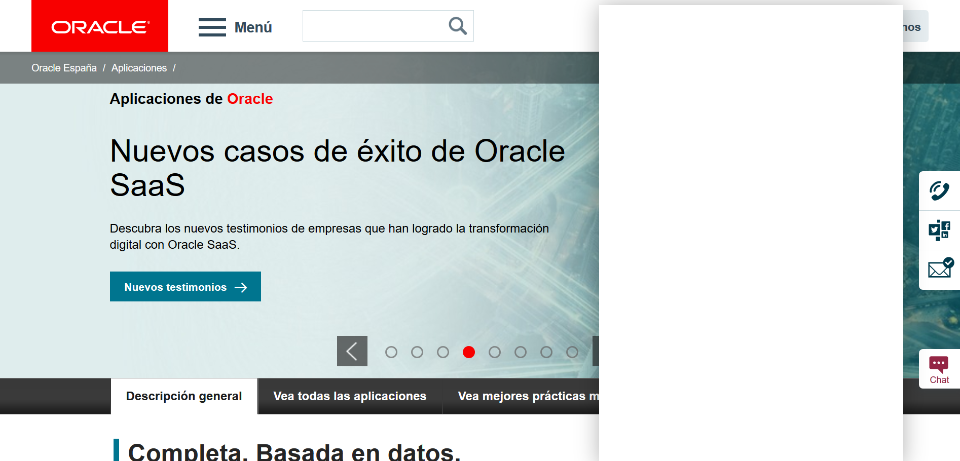 ORACLE
Menú
nos
Oracle España / Aplicaciones /
Aplicaciones de Oracle
Nuevos casos de éxito de Oracle
SaaS
Descubra los nuevos testimonios de empresas que han logrado la transformación
digital con Oracle SaaS.
Nuevos testimonios
Chat
Descripción general
Vea todas las aplicaciones
Vea mejores prácticas m
Completa. Basada en datos.